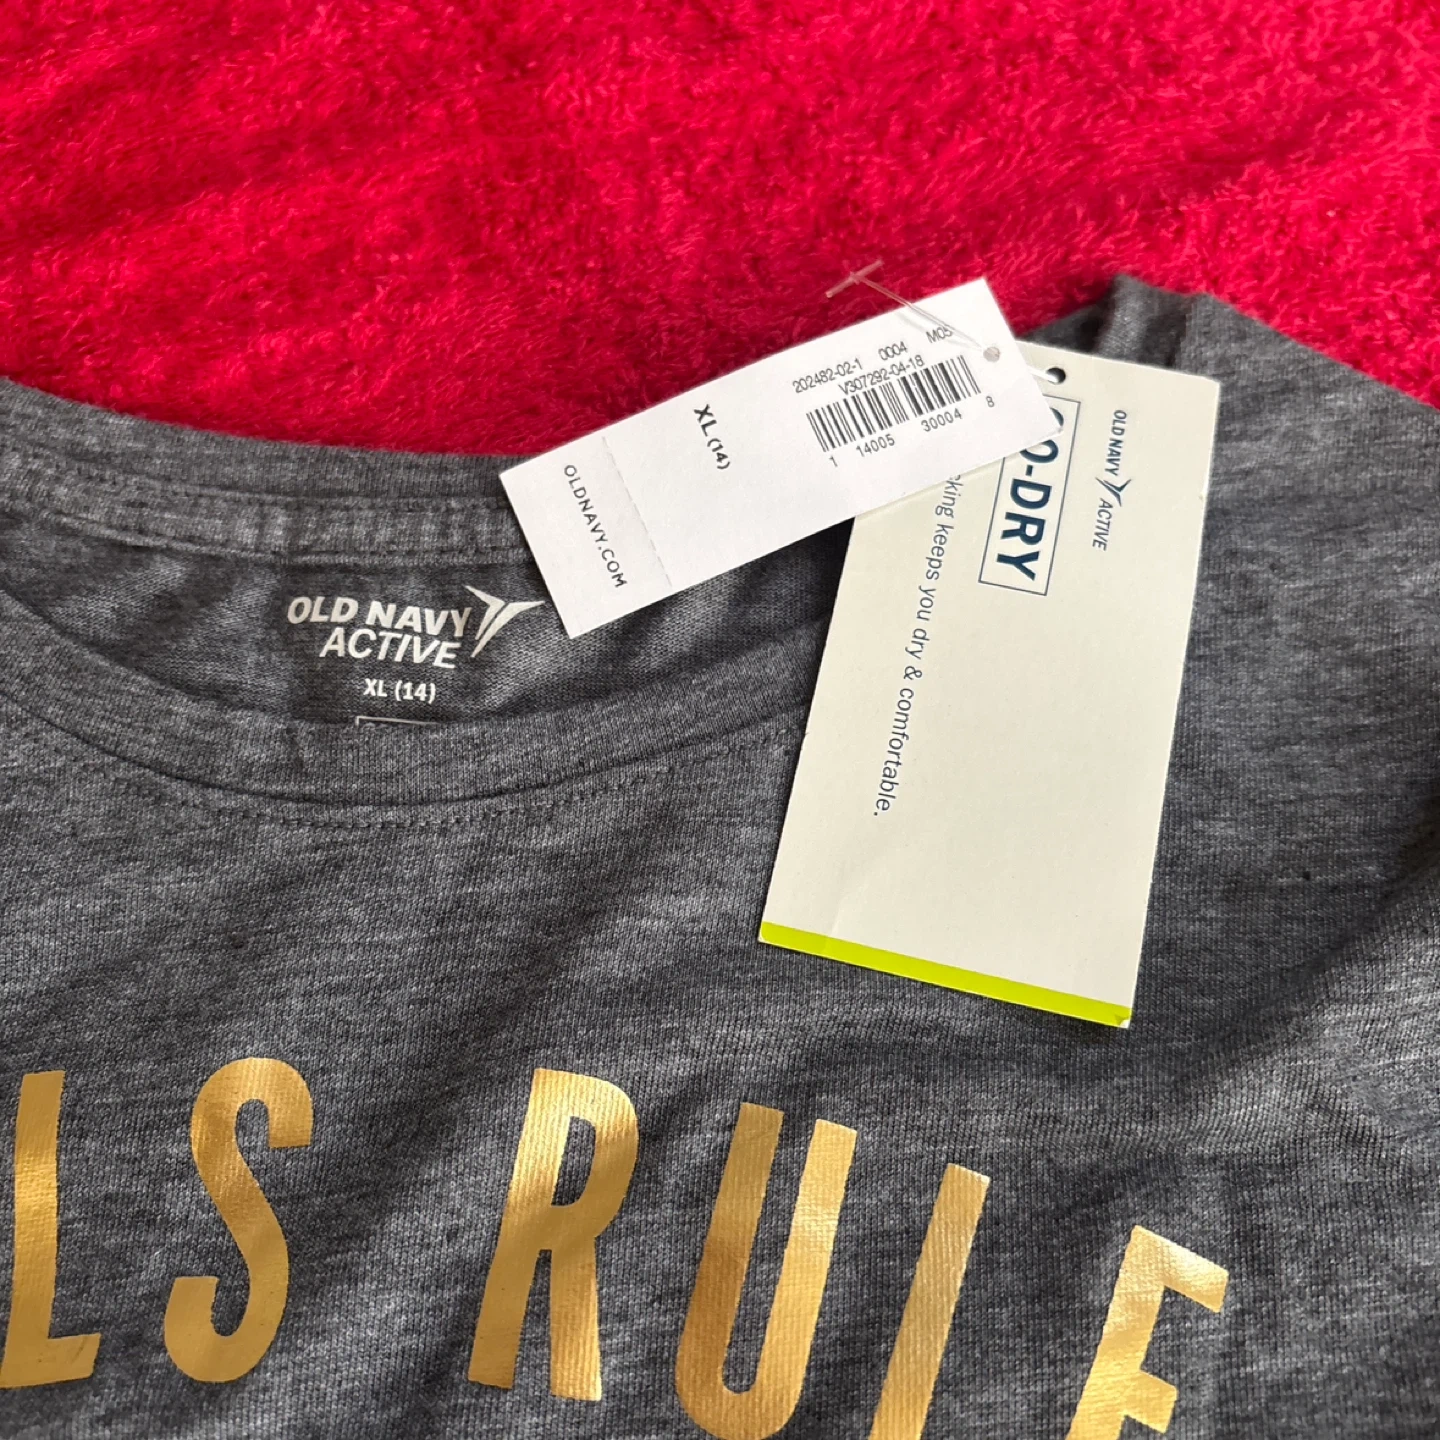 202482-02-1 0004 M05
V307292-04-18
1 14005 30004 8
XL (14)
OLDNAVY.COM
OLD NAVY ACTIVE
O-DRY
keeps you dry & comfortable.
OLD NAVY
ACTIVE
XL (14)
LS RULE